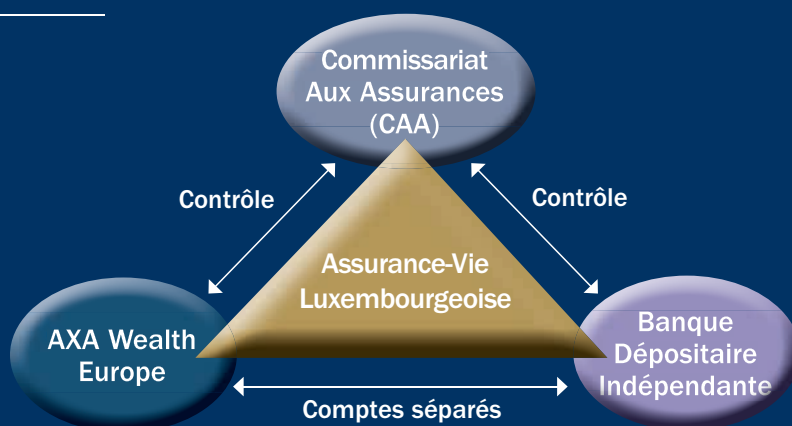 Commissariat
Aux Assurances
(CAA)
Contrôle
Contrôle
Assurance-Vie
Luxembourgeoise
AXA Wealth
Europe
Banque
Dépositaire
Indépendante
Comptes séparés